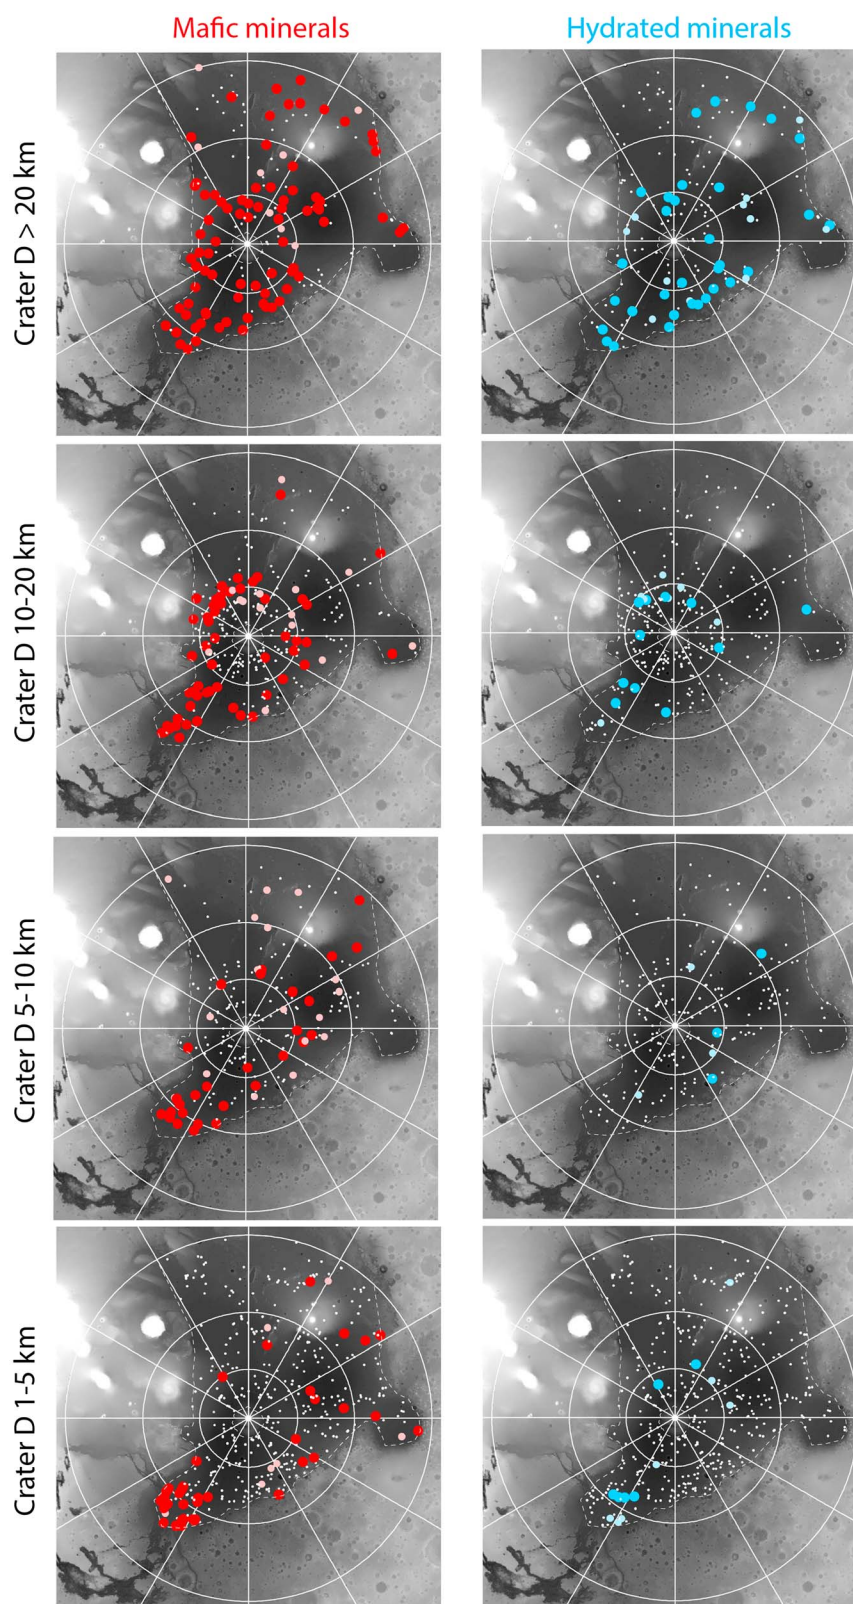 Mafic minerals
Hydrated minerals
Crater D > 20 km
Crater D 10-20 km
Crater D 5-10 km
Crater D 1-5 km